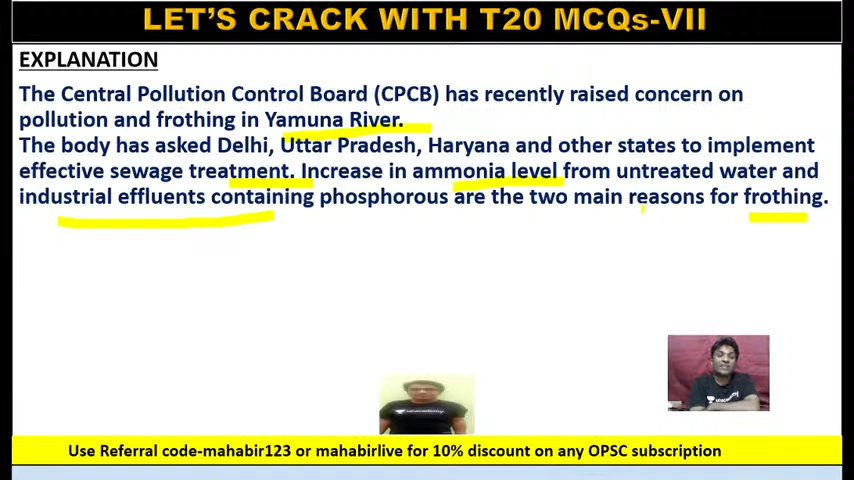 LET'S CRACK WITH T20 MCQs-VII
EXPLANATION
The Central Pollution Control Board (CPCB) has recently raised concern on
pollution and frothing in Yamuna River.
The body has asked Delhi, Uttar Pradesh, Haryana and other states to implement
effective sewage treatment. Increase in ammonia level from untreated water and
industrial effluents containing phosphorous are the two main reasons for frothing.
unacademy
unacademy
Use Referral code-mahabir123 or mahabirlive for 10% discount on any OPSC subscription